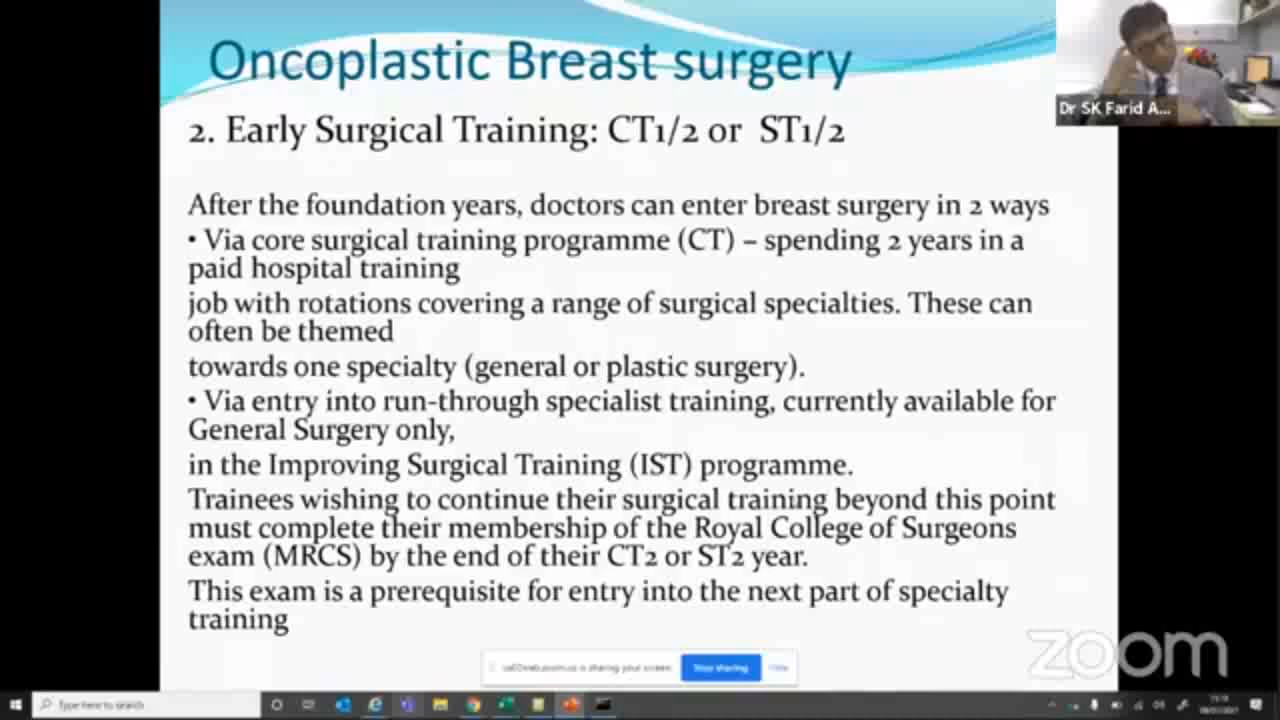 Oncoplastic Breast surgery
Dr SK Farid A...
2. Early Surgical Training: CT1/2 or ST1/2
After the foundation years, doctors can enter breast surgery in 2 ways
• Via core surgical training programme (CT) – spending 2 years in a
paid hospital training
job with rotations covering a range of surgical specialties. These can
often be themed
towards one specialty (general or plastic surgery).
• Via entry into run-through specialist training, currently available for
General Surgery only,
in the Improving Surgical Training (IST) programme.
Trainees wishing to continue their surgical training beyond this point
must complete their membership of the Royal College of Surgeons
exam (MRCS) by the end of their CT2 or ST2 year.
This exam is a prerequisite for entry into the next part of specialty
training
zoom
is sharing your screen.
Stop sharing
Hide
Type here to search